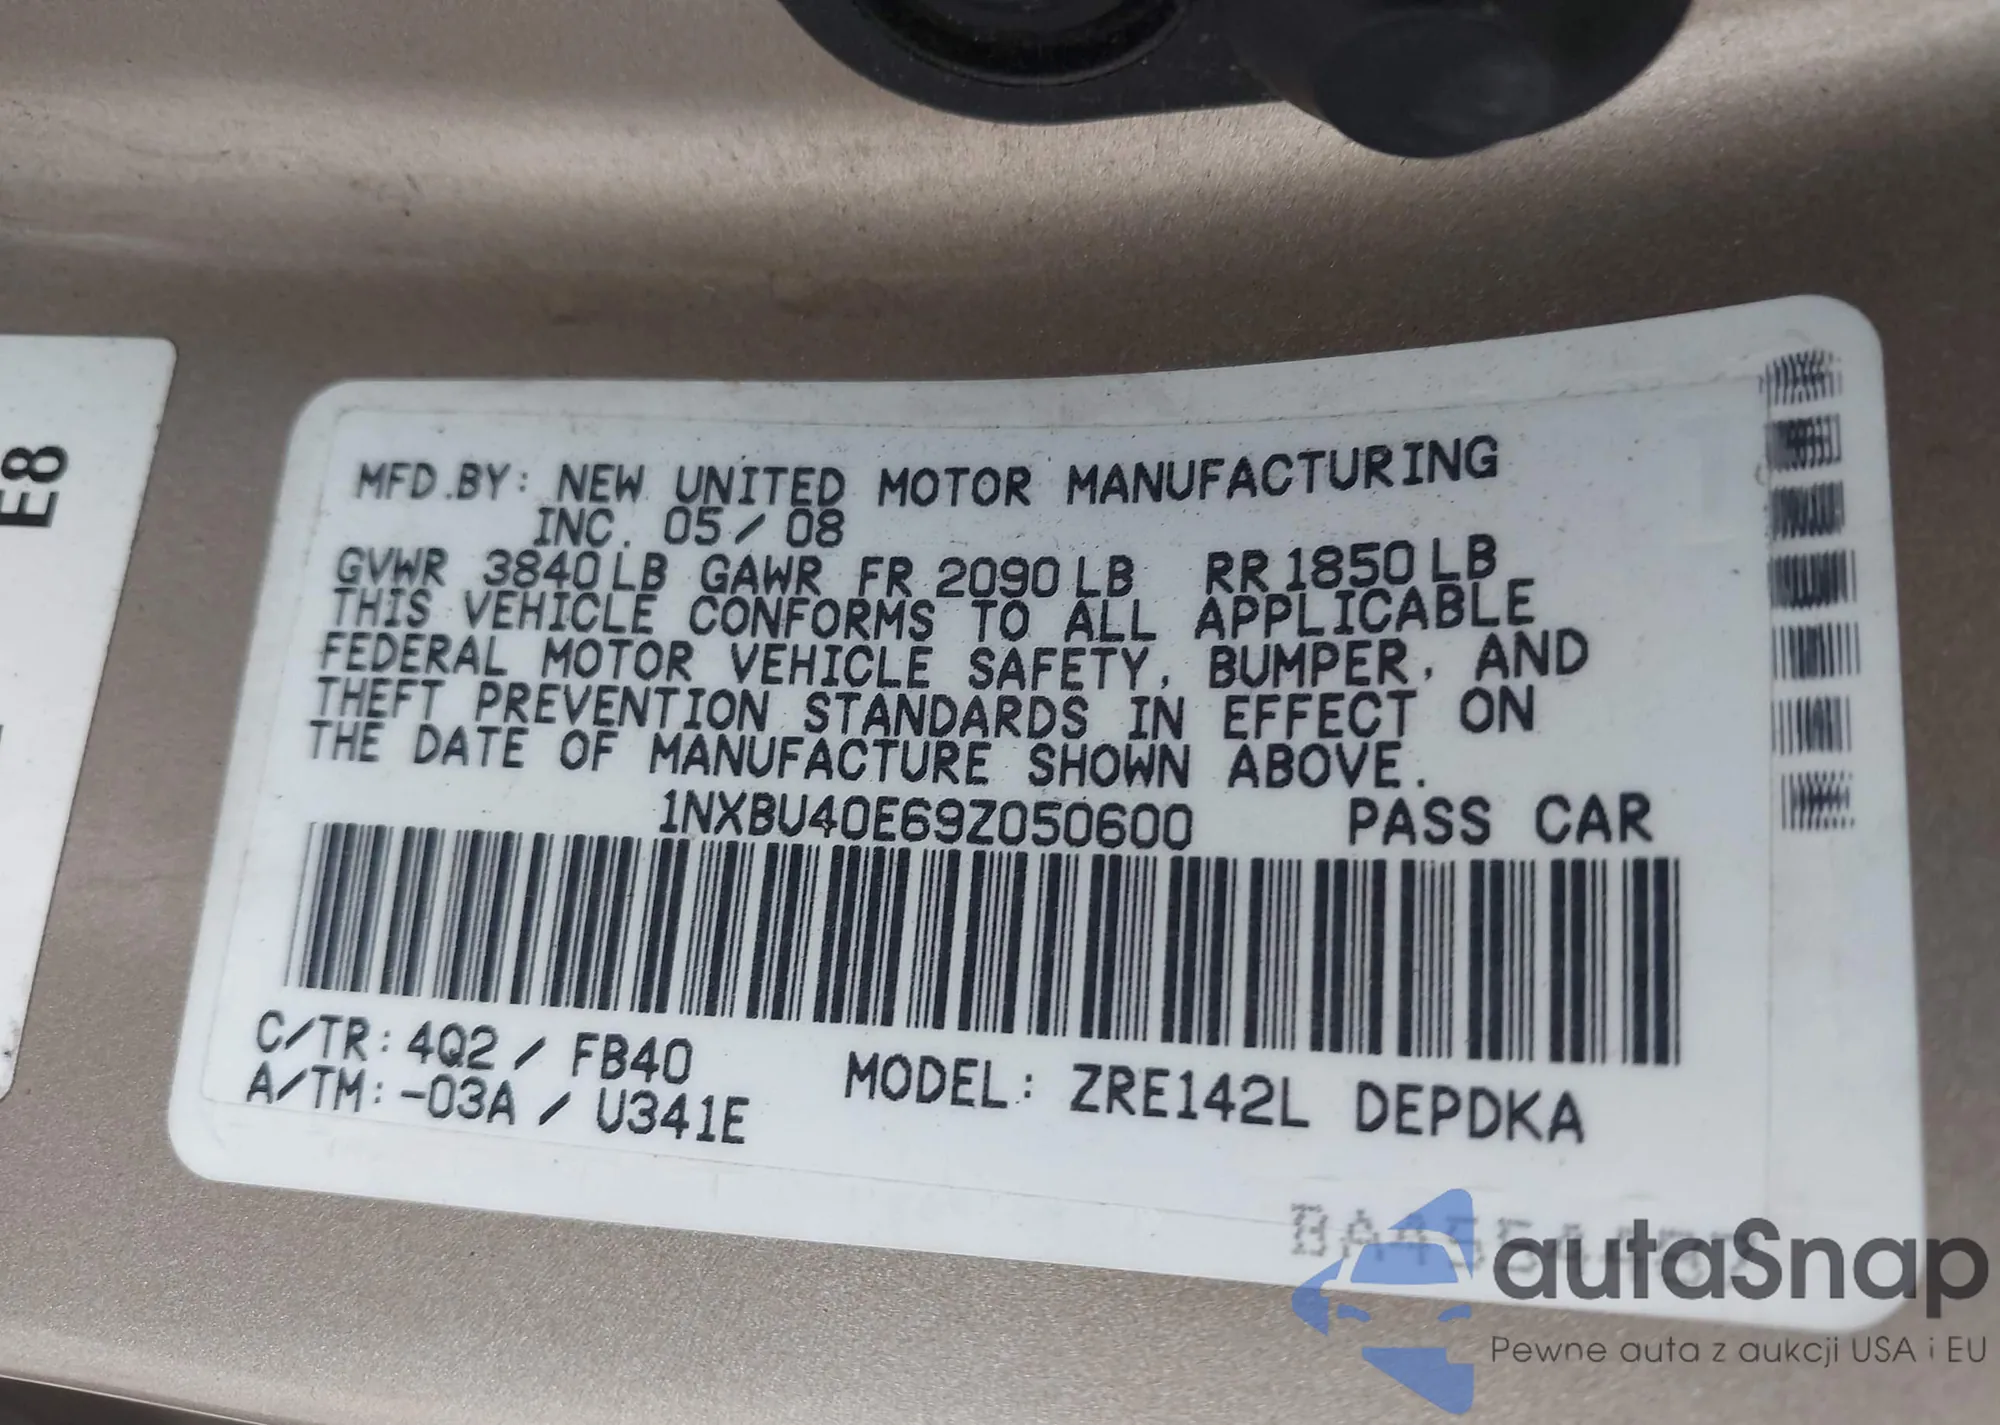 E8
MFD.BY: NEW UNITED MOTOR MANUFACTURING
INC. 05/08
GVWR 3840LB GAWR FR 2090LB RR 1850LB
THIS VEHICLE CONFORMS TO ALL APPLICABLE
FEDERAL MOTOR VEHICLE SAFETY, BUMPER, AND
THEFT PREVENTION STANDARDS IN EFFECT ON
THE DATE OF MANUFACTURE SHOWN ABOVE.
1NXBU40E69Z050600 PASS CAR
C/TR: 4Q2 / FB40
A/TM: -03A / U341E
MODEL: ZRE142L DEPDKA
autaSnap
Pewne auta z aukcji USA i EU